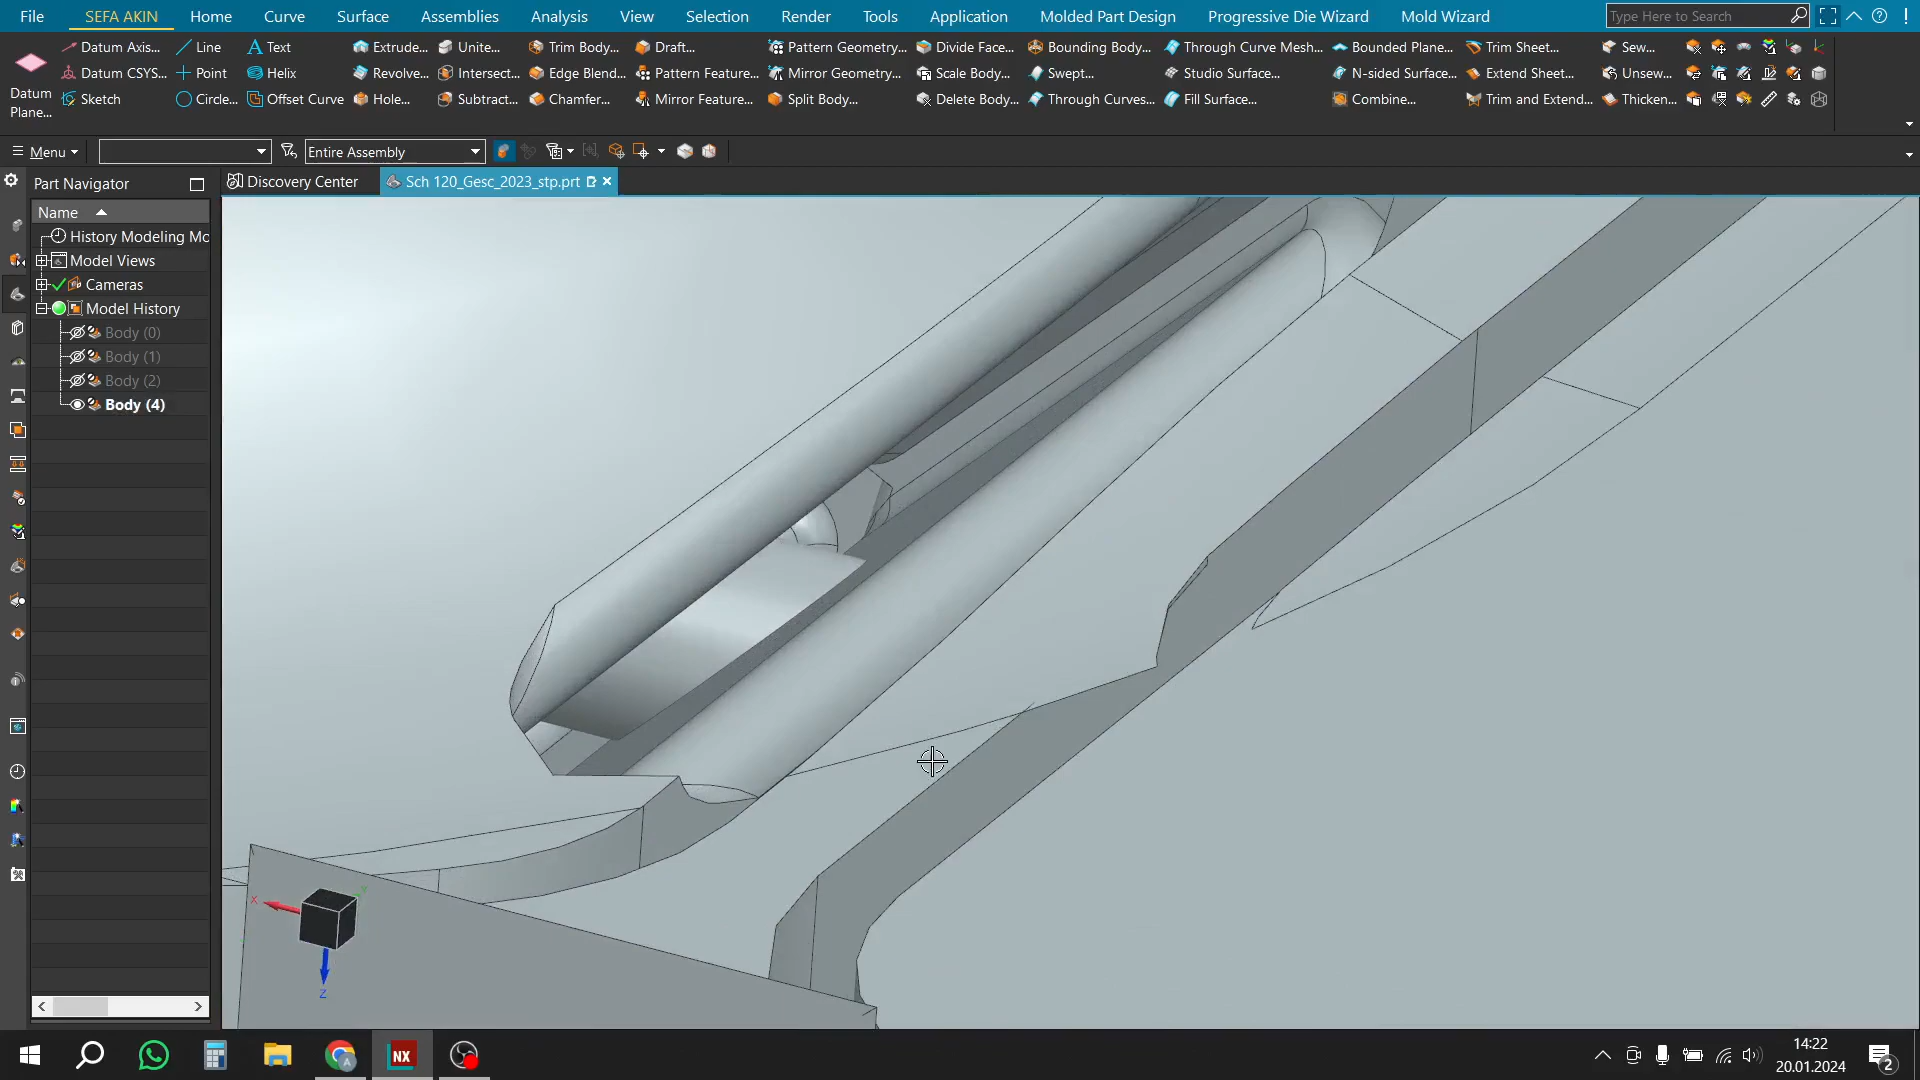 File SEFA AKIN Home Curve Surface Assemblies Analysis View Selection Render Tools Application Molded Part Design Progressive Die Wizard Mold Wizard Type Here to Search
Datum Axis... Line Text Extrude... Unite... Trim Body... Draft... Pattern Geometry... Divide Face... Bounding Body... Through Curve Mesh... Bounded Plane... Trim Sheet... Sew...
Datum CSYS... Point Helix Revolve... Intersect... Edge Blend... Pattern Feature... Mirror Geometry... Scale Body... Swept... Studio Surface... N-sided Surface... Extend Sheet... Unsew...
Datum Plane... Sketch Circle... Offset Curve Hole... Subtract... Chamfer... Mirror Feature... Split Body... Delete Body... Through Curves... Fill Surface... Combine... Trim and Extend... Thicken...
Menu Entire Assembly
Part Navigator Discovery Center Sch 120_Gesc_2023_stp.prt
Name
History Modeling Mo
Model Views
Cameras
Model History
Body (0)
Body (1)
Body (2)
Body (4)
X
Y
Z
NX
A
14:22
20.01.2024
2